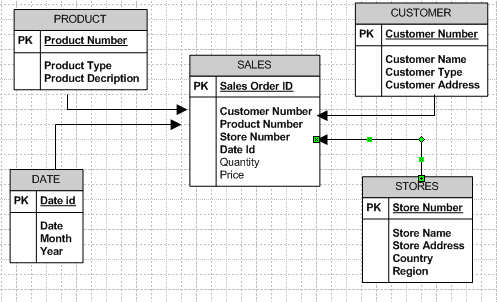 PRODUCT
PK Product Number
Product Type
Product Decription
CUSTOMER
PK Customer Number
Customer Name
Customer Type
Customer Address
SALES
PK Sales Order ID
Customer Number
Product Number
Store Number
Date Id
Quantity
Price
DATE
PK Date id
Date
Month
Year
STORES
PK Store Number
Store Name
Store Address
Country
Region